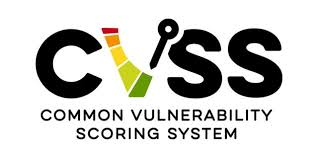 CVSS
COMMON VULNERABILITY
SCORING SYSTEM